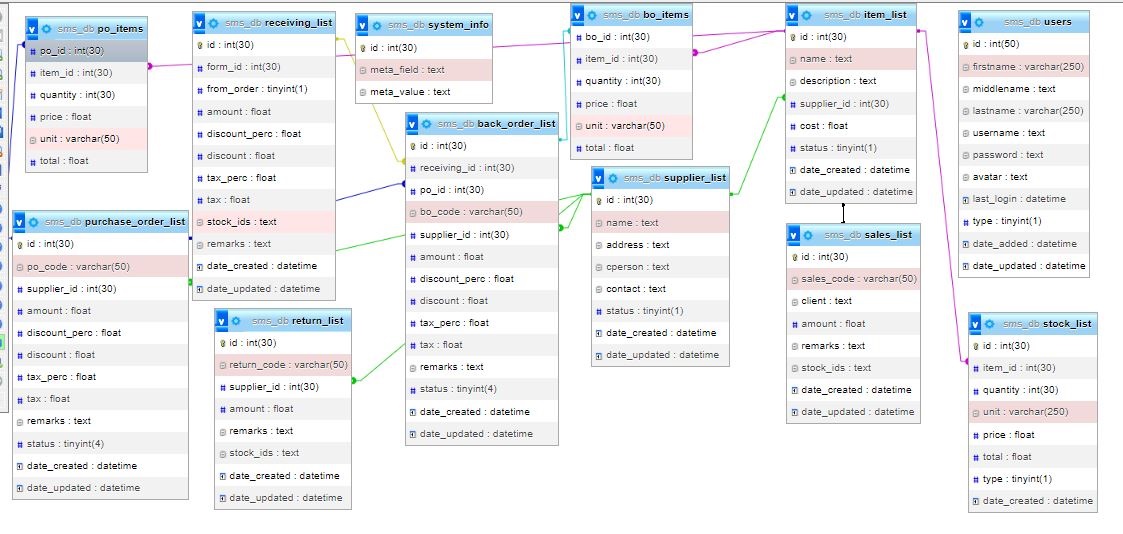 sms_db po_items
po_id : int(30)
item_id : int(30)
quantity : int(30)
price : float
unit : varchar(50)
total : float
sms_db receiving_list
id : int(30)
form_id : int(30)
from_order : tinyint(1)
amount : float
discount_perc : float
discount : float
tax_perc : float
tax : float
stock_ids : text
remarks : text
date_created : datetime
date_updated : datetime
sms_db system_info
id : int(30)
meta_field : text
meta_value : text
sms_db bo_items
bo_id : int(30)
item_id : int(30)
quantity : int(30)
price : float
unit : varchar(50)
total : float
sms_db item_list
id : int(30)
name : text
description : text
supplier_id : int(30)
cost : float
status : tinyint(1)
date_created : datetime
date_updated : datetime
sms_db users
id : int(50)
firstname : varchar(250)
middlename : text
lastname : varchar(250)
username : text
password : text
avatar : text
last_login : datetime
type : tinyint(1)
date_added : datetime
date_updated : datetime
sms_db back_order_list
id : int(30)
receiving_id : int(30)
po_id : int(30)
bo_code : varchar(50)
supplier_id : int(30)
amount : float
discount_perc : float
discount : float
tax_perc : float
tax : float
remarks : text
status : tinyint(4)
date_created : datetime
date_updated : datetime
sms_db supplier_list
id : int(30)
name : text
address : text
cperson : text
contact : text
status : tinyint(1)
date_created : datetime
date_updated : datetime
sms_db purchase_order_list
id : int(30)
po_code : varchar(50)
supplier_id : int(30)
amount : float
discount_perc : float
discount : float
tax_perc : float
tax : float
remarks : text
status : tinyint(4)
date_created : datetime
date_updated : datetime
sms_db return_list
id : int(30)
return_code : varchar(50)
supplier_id : int(30)
amount : float
remarks : text
stock_ids : text
date_created : datetime
date_updated : datetime
sms_db sales_list
id : int(30)
sales_code : varchar(50)
client : text
amount : float
remarks : text
stock_ids : text
date_created : datetime
date_updated : datetime
sms_db stock_list
id : int(30)
item_id : int(30)
quantity : int(30)
unit : varchar(250)
price : float
total : float
type : tinyint(1)
date_created : datetime